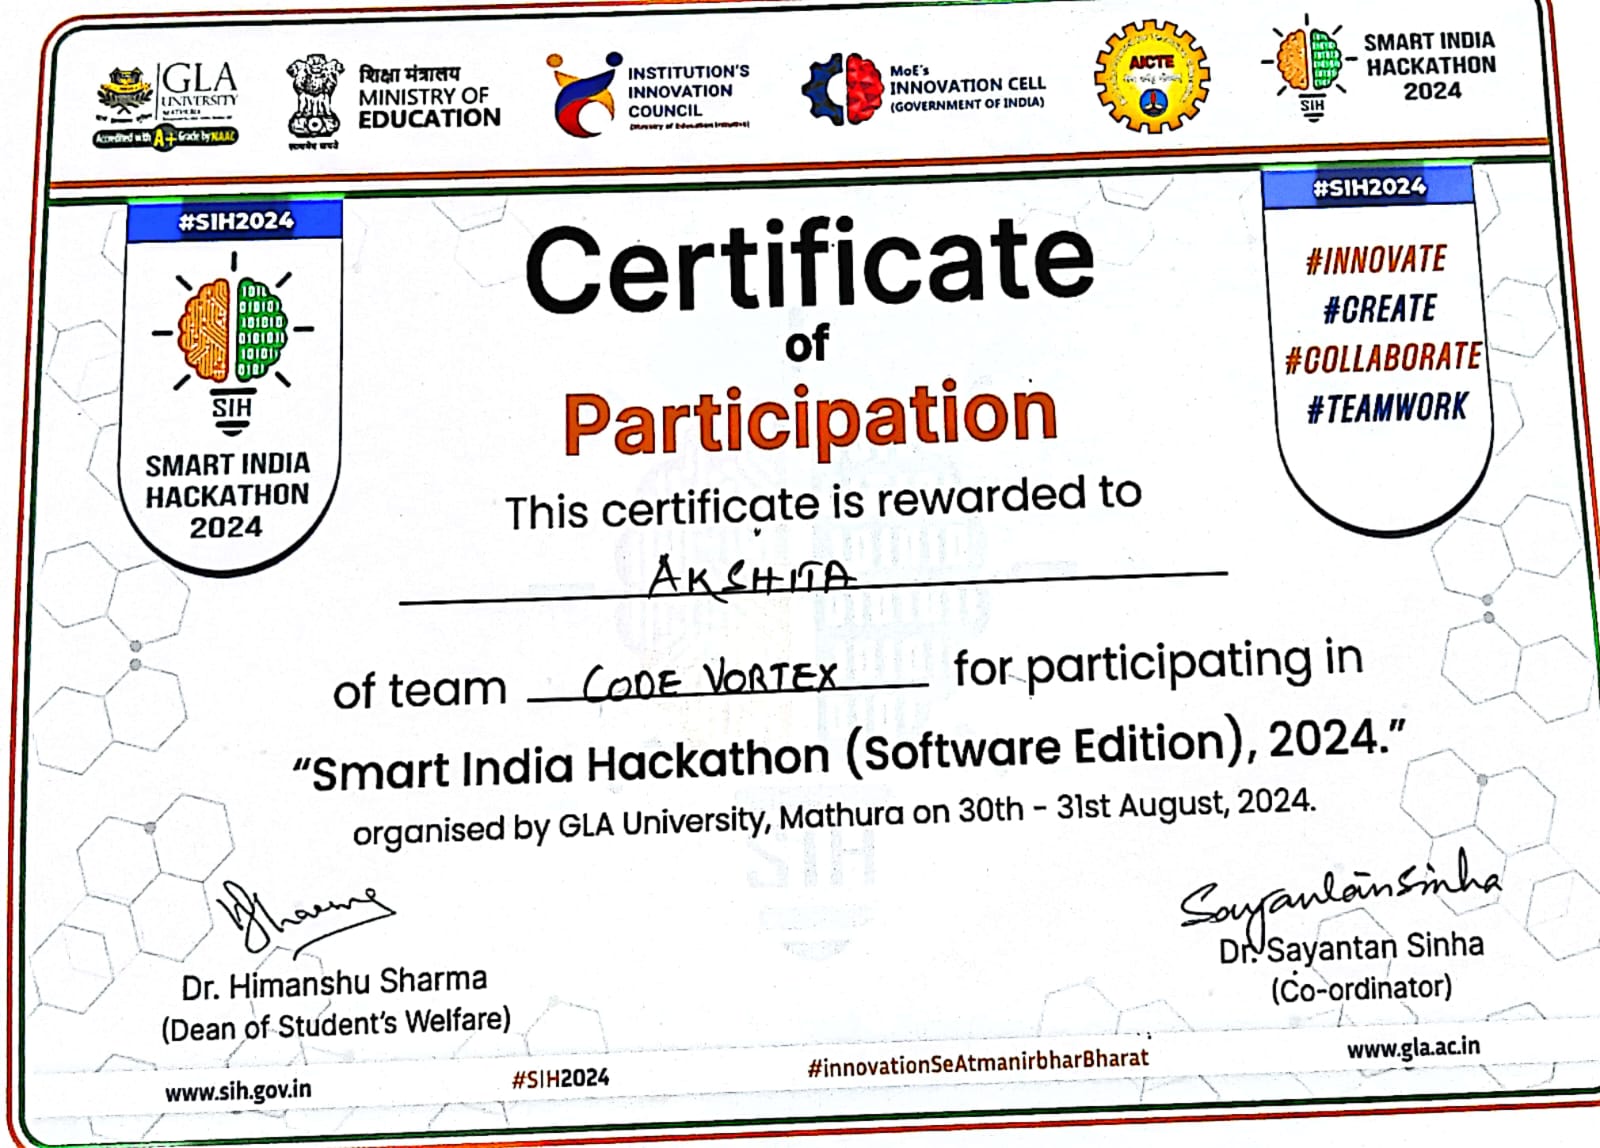 GLA
UNIVERSITY
MATHURA
Accredited with A+ Grade by NAAC
शिक्षा मंत्रालय
MINISTRY OF
EDUCATION
सत्यमेव जयते
INSTITUTION'S
INNOVATION
COUNCIL
(Ministry of Education Initiative)
MoE's
INNOVATION CELL
(GOVERNMENT OF INDIA)
AICTE
SIH
SMART INDIA
HACKATHON
2024
#SIH2024
SIH
SMART INDIA
HACKATHON
2024
#SIH2024
#INNOVATE
#CREATE
#COLLABORATE
#TEAMWORK
Certificate
of
Participation
This certificate is rewarded to
AKSHITA
of team CODE VORTEX for participating in
“Smart India Hackathon (Software Edition), 2024.”
organised by GLA University, Mathura on 30th - 31st August, 2024.
Dr. Himanshu Sharma
(Dean of Student's Welfare)
Sayantan Sinha
Dr. Sayantan Sinha
(Co-ordinator)
www.sih.gov.in
#SIH2024
#innovationSeAtmanirbharBharat
www.gla.ac.in